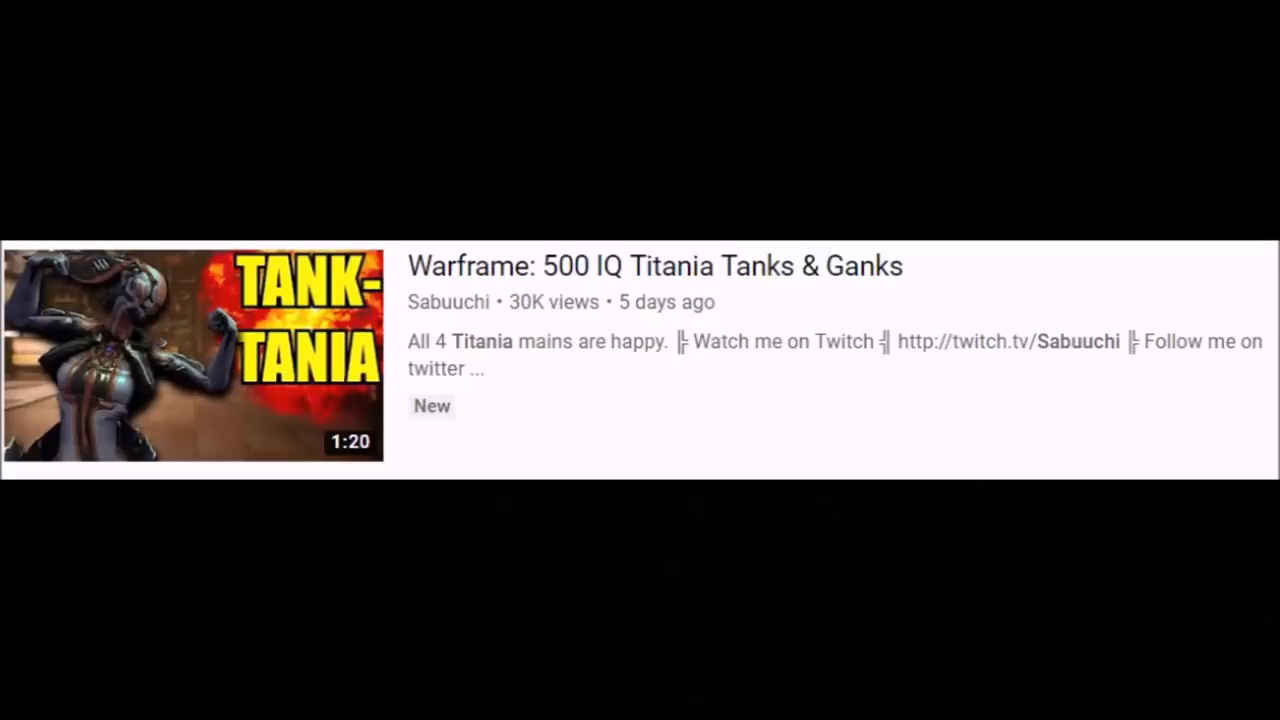 TANK-
TANIA
1:20
Warframe: 500 IQ Titania Tanks & Ganks
Sabuuchi • 30K views • 5 days ago
All 4 Titania mains are happy. ╠ Watch me on Twitch ╣ http://twitch.tv/Sabuuchi ╠ Follow me on
twitter ...
New